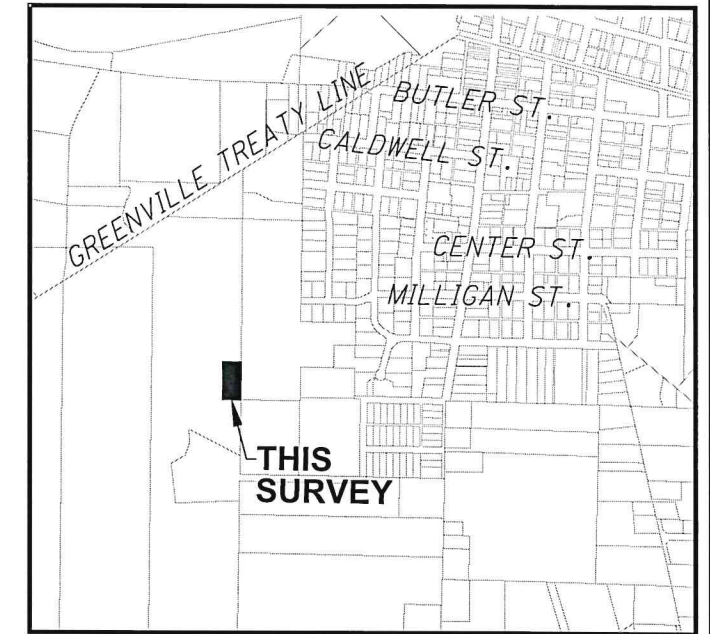 BUTLER ST.
GREENVILLE TREATY LINE
CALDWELL ST.
CENTER ST.
MILLIGAN ST.
THIS
SURVEY